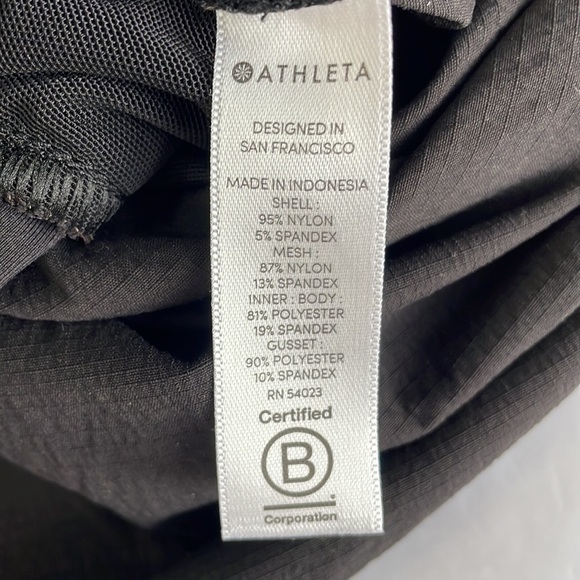 ATHLETA
DESIGNED IN
SAN FRANCISCO
MADE IN INDONESIA
SHELL :
95% NYLON
5% SPANDEX
MESH :
87% NYLON
13% SPANDEX
INNER : BODY :
81% POLYESTER
19% SPANDEX
GUSSET :
90% POLYESTER
10% SPANDEX
RN 54023
Certified
B
Corporation